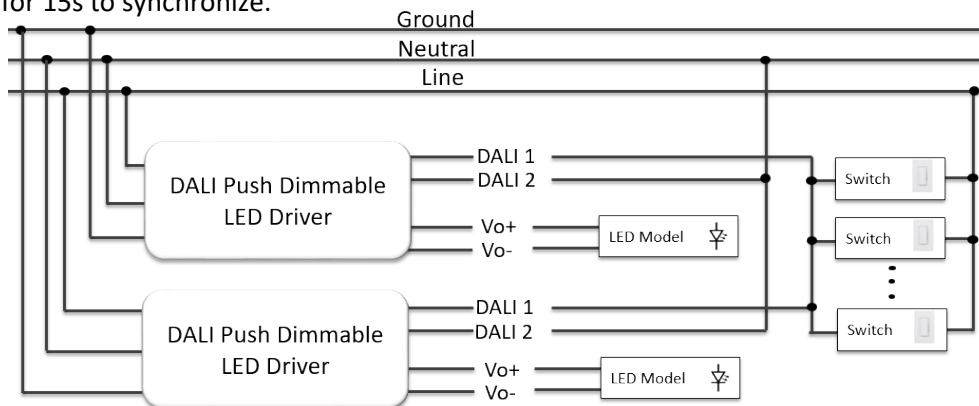 for 15s to synchronize.
Ground
Neutral
Line
DALI Push Dimmable
LED Driver
DALI 1
DALI 2
Vo+
Vo-
LED Model
Switch
Switch
Switch
DALI Push Dimmable
LED Driver
DALI 1
DALI 2
Vo+
Vo-
LED Model